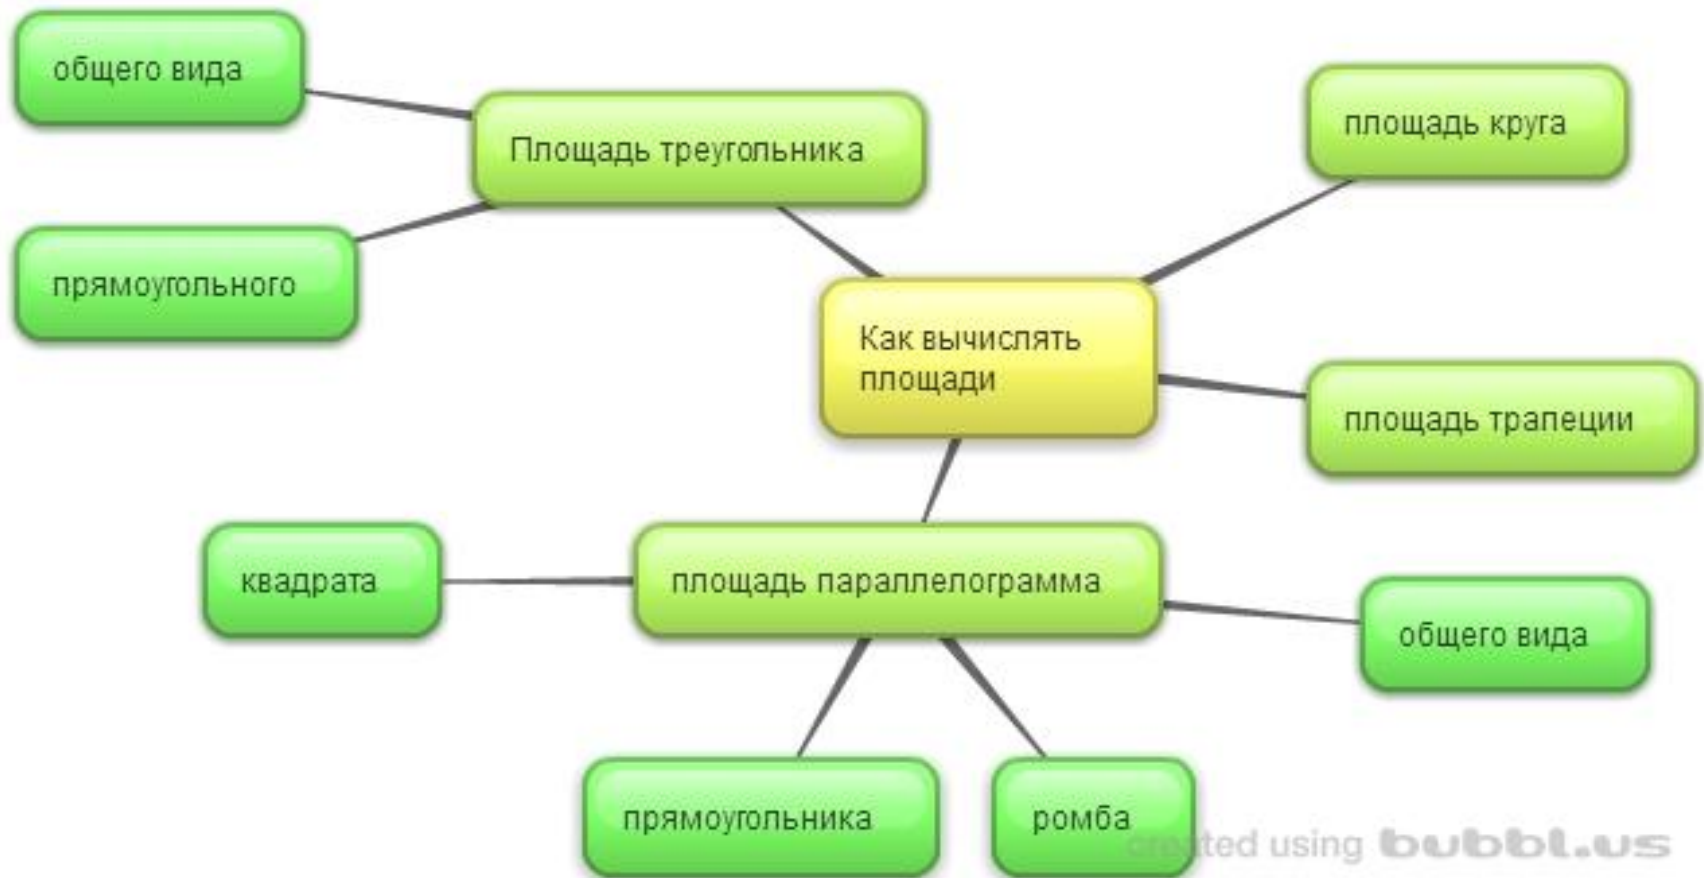 общего вида
Площадь треугольника
площадь круга
прямоугольного
Как вычислять
площади
площадь трапеции
квадрата
площадь параллелограмма
общего вида
прямоугольника
ромба
created using bubbl.us